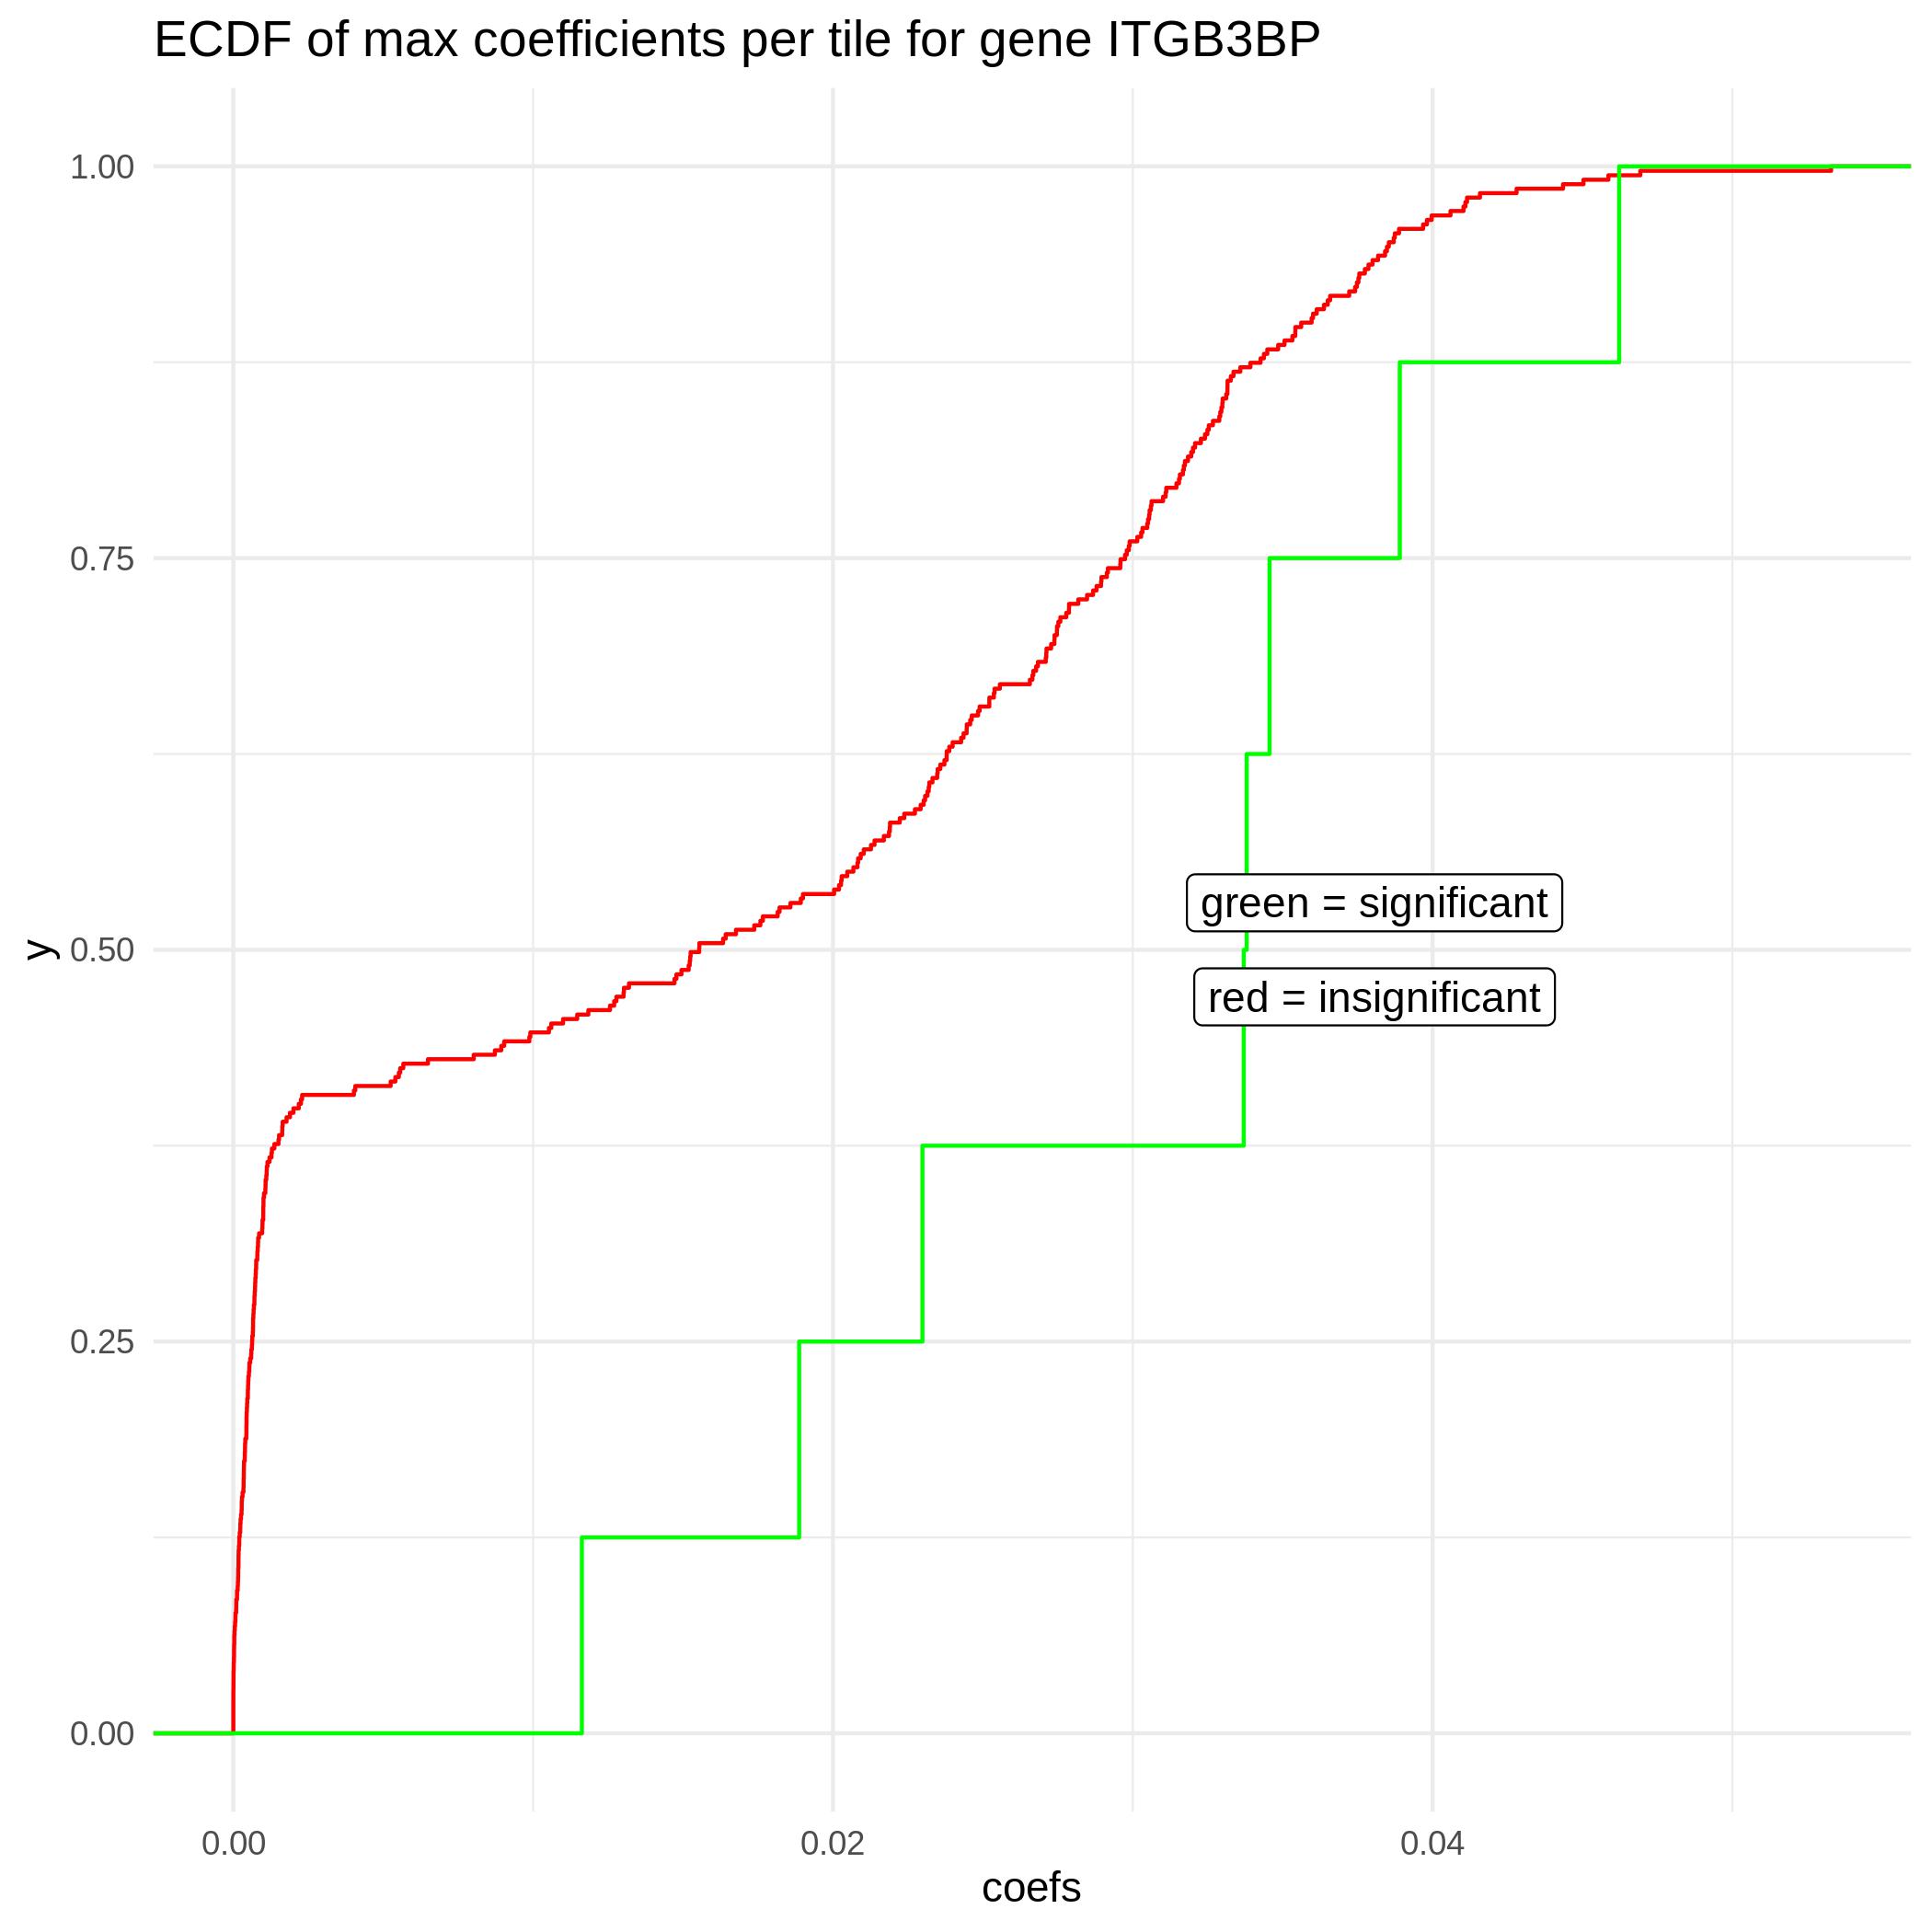 ECDF of max coefficients per tile for gene ITGB3BP
1.00
0.75
0.50
0.25
0.00
y
green = significant
red = insignificant
0.00
0.02
0.04
coefs